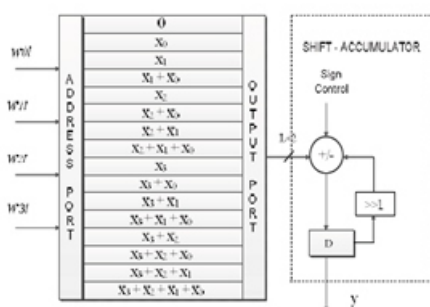 0
X₀
X₁
X₁ + X₀
X₂
X₂ + X₀
X₂ + X₁
X₂ + X₁ + X₀
X₃
X₃ + X₀
X₃ + X₁
X₃ + X₁ + X₀
X₃ + X₂
X₃ + X₂ + X₀
X₃ + X₂ + X₁
X₃ + X₂ + X₁ + X₀
ADDRESS PORT
OUTPUT PORT
W3l
L+2
SHIFT - ACCUMULATOR
Sign
Control
+/-
>>1
D
y